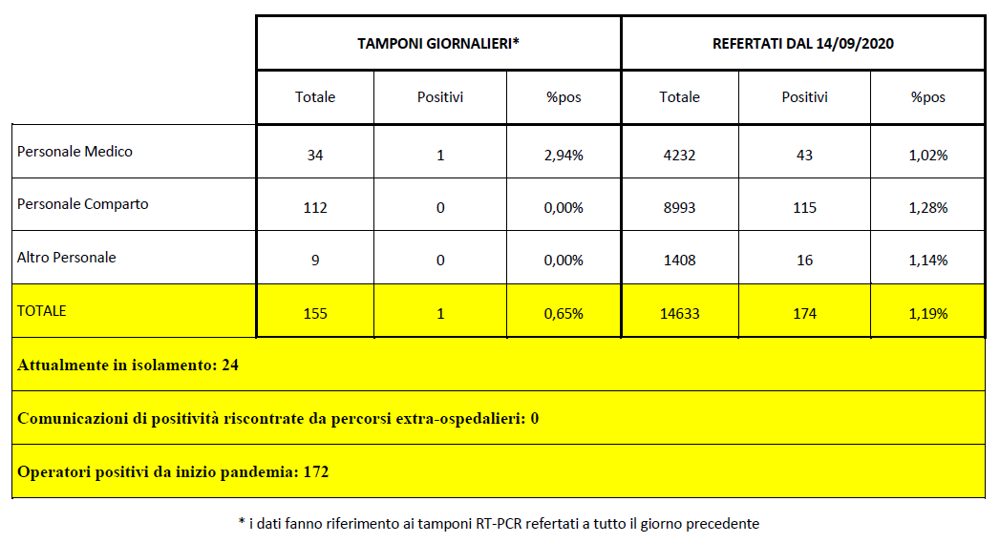 TAMPONI GIORNALIERI* REFERTATI DAL 14/09/2020
Totale Positivi %pos Totale Positivi %pos
Personale Medico 34 1 2,94% 4232 43 1,02%
Personale Comparto 112 0 0,00% 8993 115 1,28%
Altro Personale 9 0 0,00% 1408 16 1,14%
TOTALE 155 1 0,65% 14633 174 1,19%
Attualmente in isolamento: 24
Comunicazioni di positività riscontrate da percorsi extra-ospedalieri: 0
Operatori positivi da inizio pandemia: 172
* i dati fanno riferimento ai tamponi RT-PCR refertati a tutto il giorno precedente